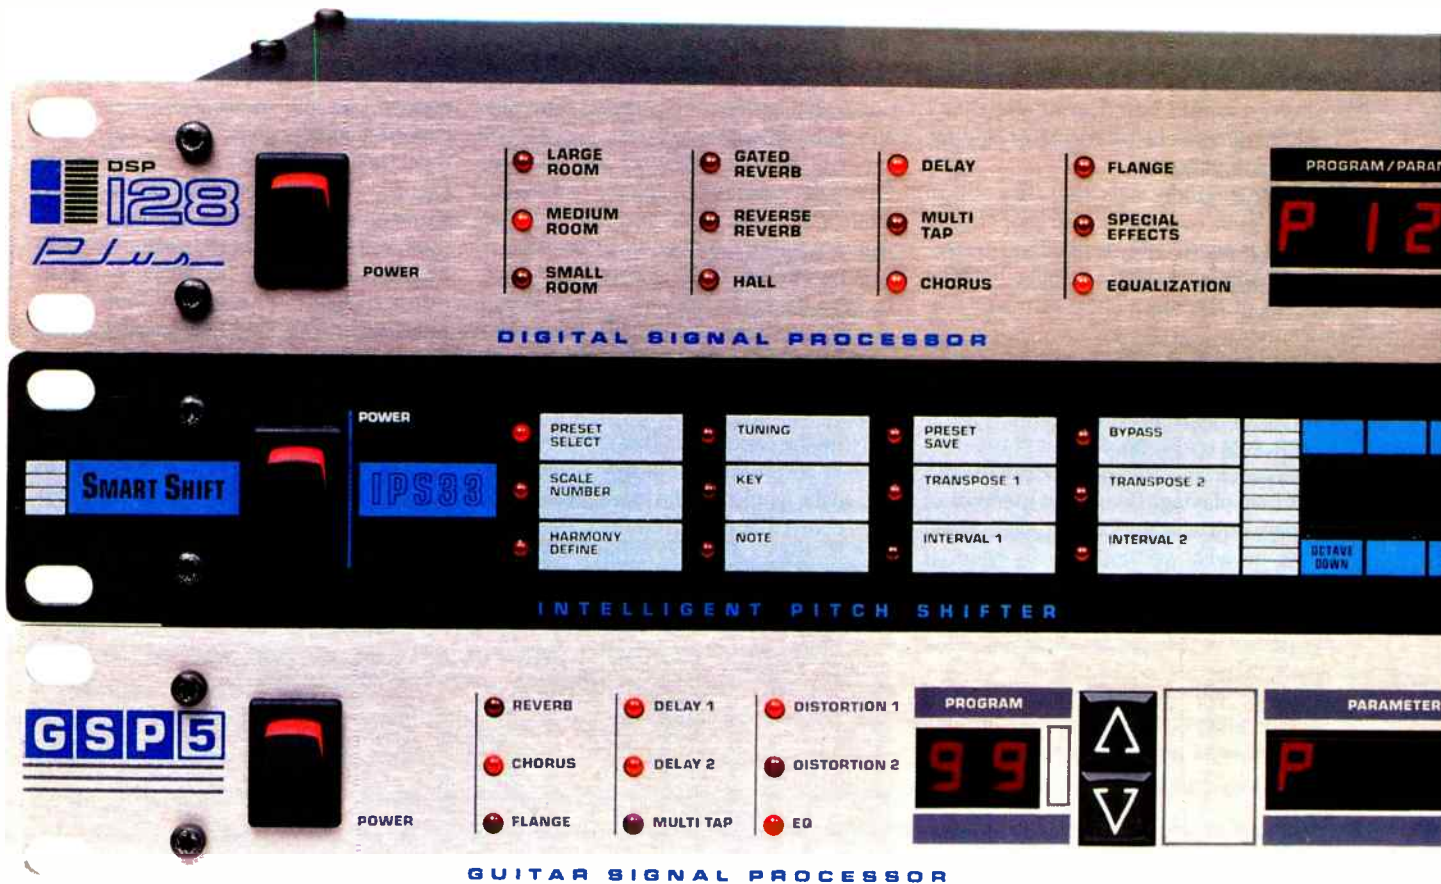 DSP
128
Plus
POWER
LARGE
ROOM
MEDIUM
ROOM
SMALL
ROOM
GATED
REVERB
REVERSE
REVERB
HALL
DELAY
MULTI
TAP
CHORUS
FLANGE
SPECIAL
EFFECTS
EQUALIZATION
PROGRAM/PARAM
P 12
DIGITAL SIGNAL PROCESSOR
SMART SHIFT
POWER
IPS33
PRESET
SELECT
SCALE
NUMBER
HARMONY
DEFINE
TUNING
KEY
NOTE
PRESET
SAVE
TRANSPOSE 1
INTERVAL 1
BYPASS
TRANSPOSE 2
INTERVAL 2
OCTAVE
DOWN
INTELLIGENT PITCH SHIFTER
GSP5
POWER
REVERB
CHORUS
FLANGE
DELAY 1
DELAY 2
MULTI TAP
DISTORTION 1
DISTORTION 2
EQ
PROGRAM
99
PARAMETER
P
GUITAR SIGNAL PROCESSOR